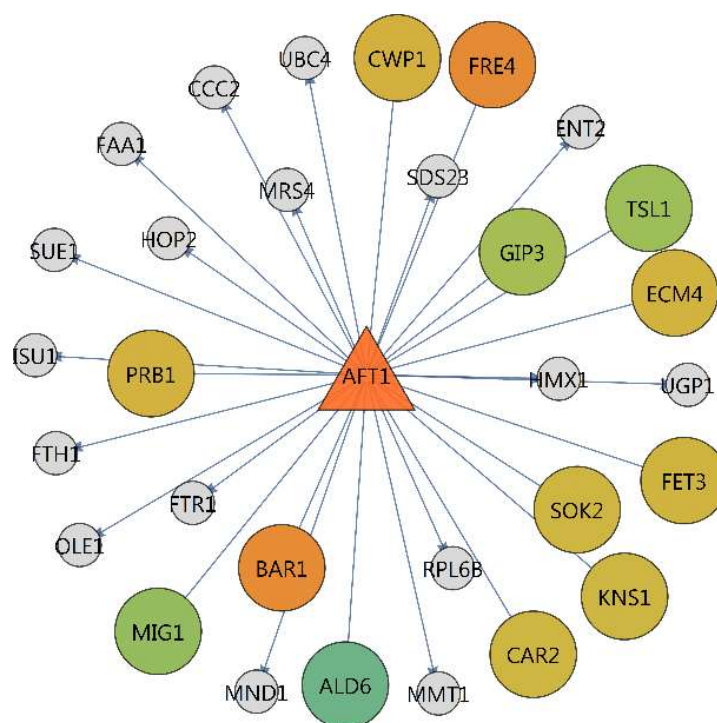 UBC4
CWP1
FRE4
CCC2
ENT2
FAA1
MRS4
SDS23
TSL1
HOP2
SUE1
GIP3
ECM4
ISU1
PRB1
AFT1
HMX1
UGP1
FTH1
FTR1
FET3
SOK2
OLE1
BAR1
RPL6B
KNS1
MIG1
CAR2
MND1
ALD6
MMT1